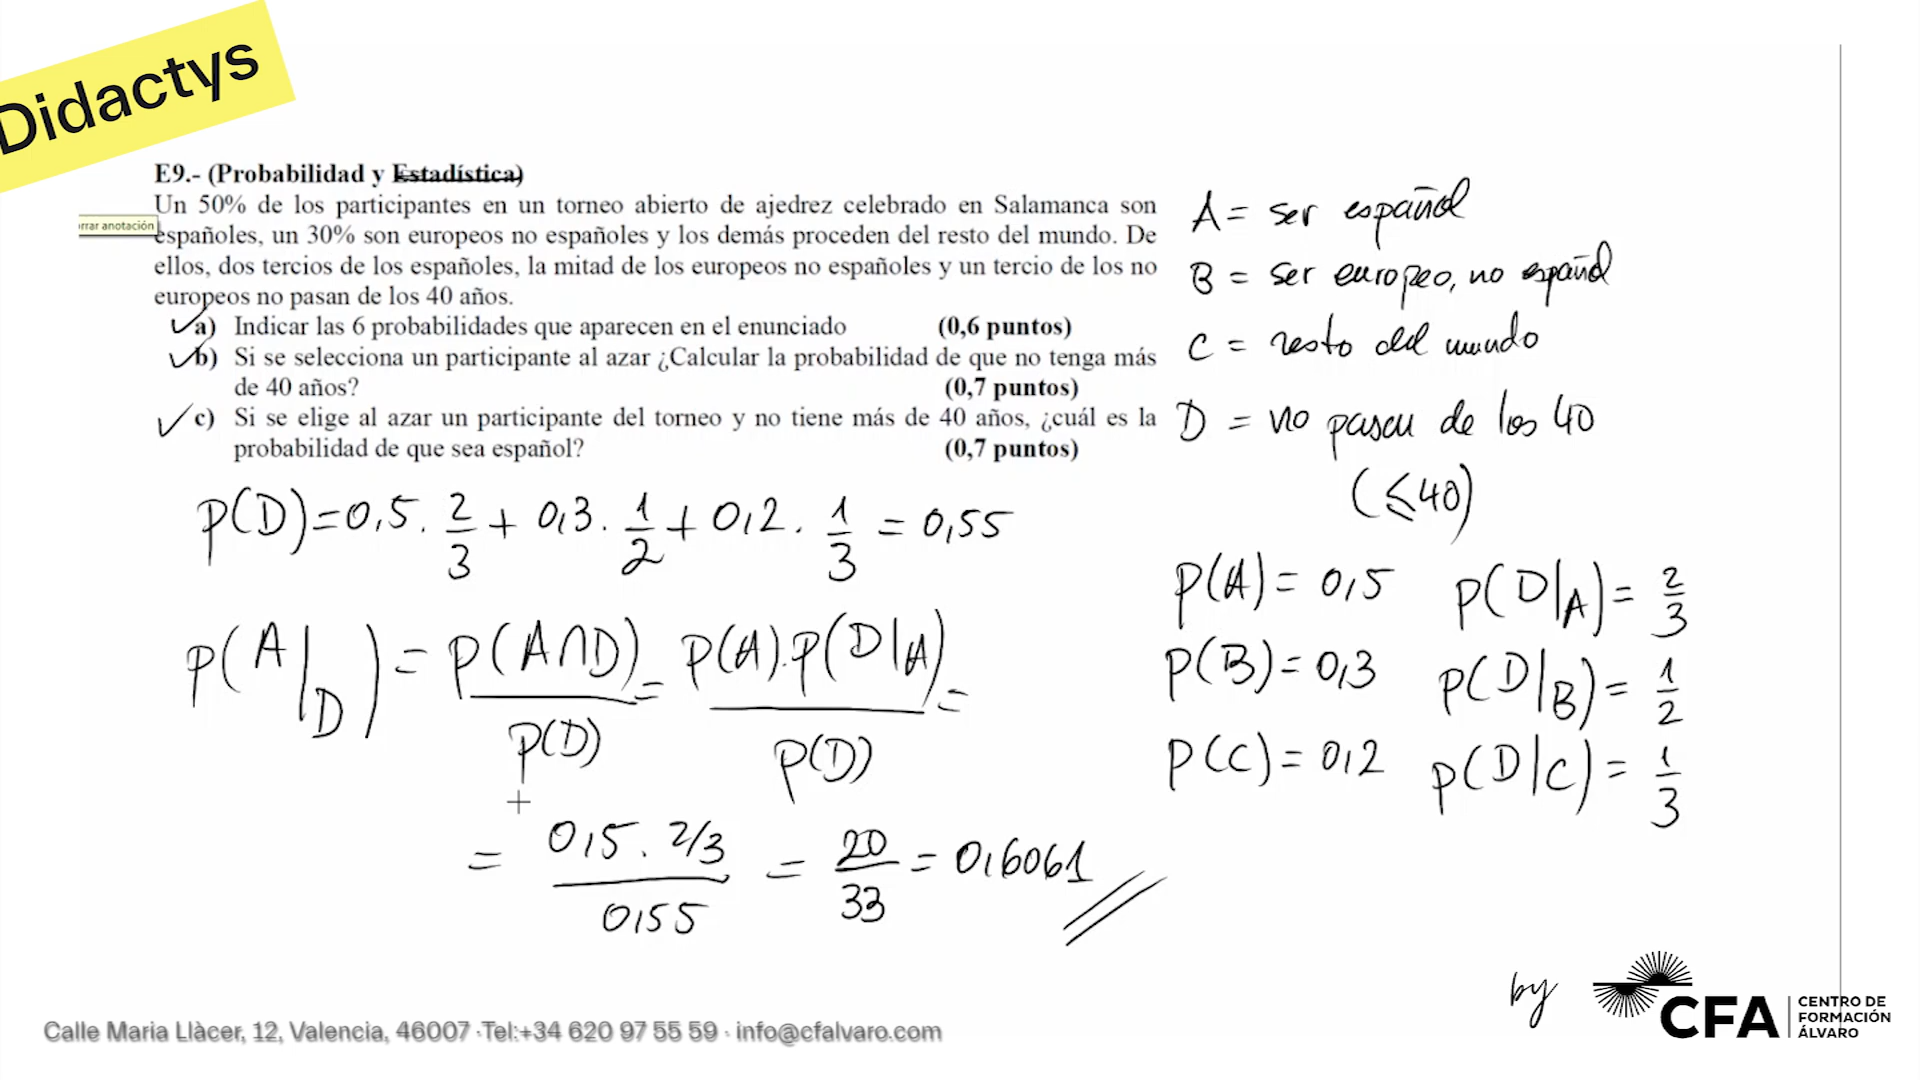 Didactys
E9.- (Probabilidad y Estadística)
Un 50% de los participantes en un torneo abierto de ajedrez celebrado en Salamanca son
rrar anotación
españoles, un 30% son europeos no españoles y los demás proceden del resto del mundo. De
ellos, dos tercios de los españoles, la mitad de los europeos no españoles y un tercio de los no
europeos no pasan de los 40 años.
a) Indicar las 6 probabilidades que aparecen en el enunciado (0,6 puntos)
b) Si se selecciona un participante al azar ¿Calcular la probabilidad de que no tenga más
de 40 años? (0,7 puntos)
c) Si se elige al azar un participante del torneo y no tiene más de 40 años, ¿cuál es la
probabilidad de que sea español? (0,7 puntos)
A = ser español
B = ser europeo, no español
C = resto del mundo
D = no pasan de los 40
(≤40)
P(D)=0,5 · 2/3 + 0,3 · 1/2 + 0,2 · 1/3 = 0,55
P(A|D) = P(A∩D)/P(D) = P(A)·P(D|A)/P(D) =
= 0,5 · 2/3 / 0,55 = 20/33 = 0,6061
P(A) = 0,5 P(D|A) = 2/3
P(B) = 0,3 P(D|B) = 1/2
P(C) = 0,2 P(D|C) = 1/3
by
CFA
CENTRO DE
FORMACIÓN
ÁLVARO
Calle Maria Llàcer, 12, Valencia, 46007 ·Tel:+34 620 97 55 59 · info@cfalvaro.com